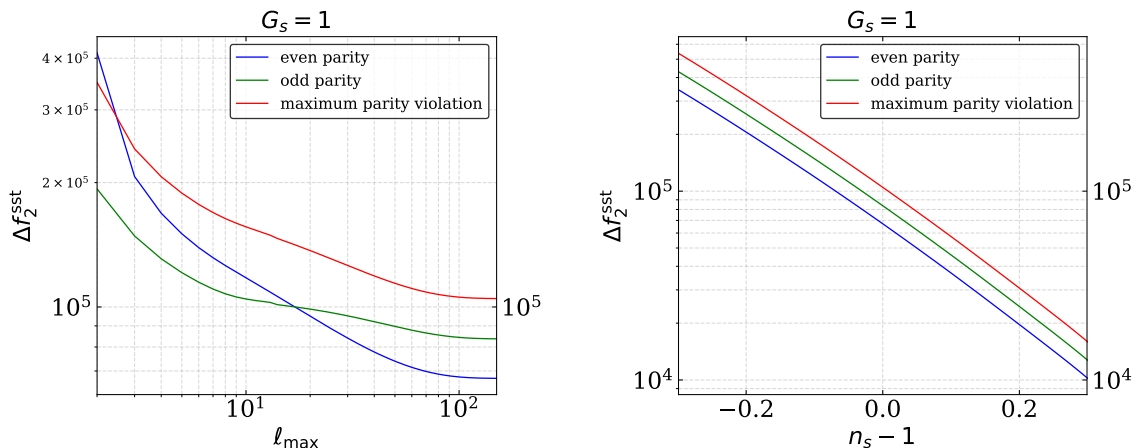 G_s = 1
4 × 10^5
3 × 10^5
2 × 10^5
10^5
10^5
Δf_2^sst
10^1
10^2
ℓ_max
even parity
odd parity
maximum parity violation
G_s = 1
10^5
10^4
10^5
10^4
Δf_2^sst
−0.2
0.0
0.2
n_s − 1
even parity
odd parity
maximum parity violation